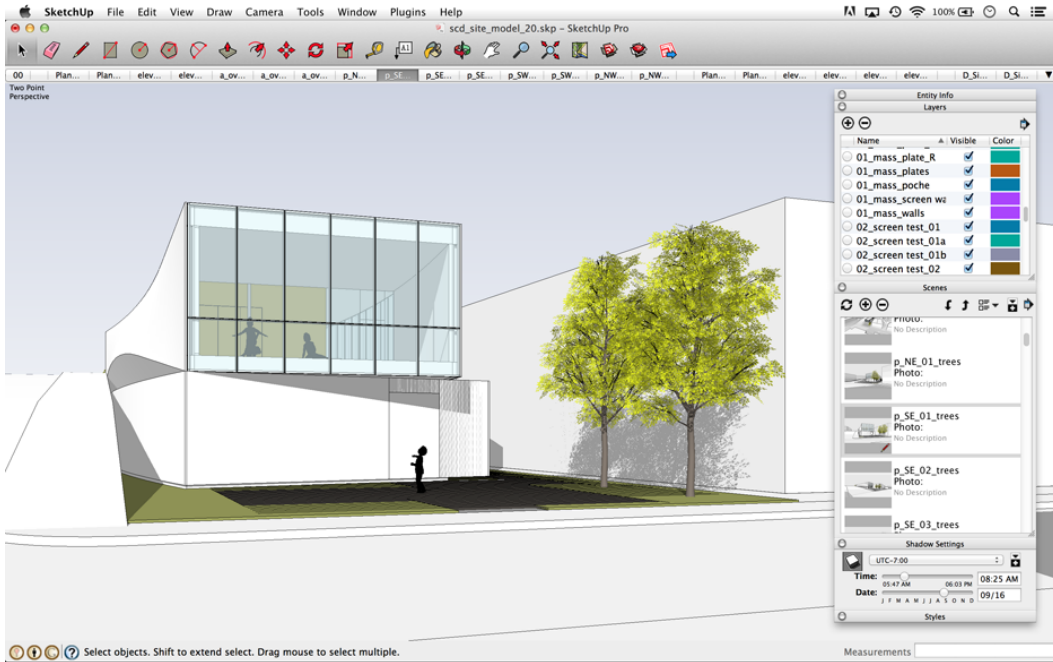 SketchUp File Edit View Draw Camera Tools Window Plugins Help 100%
scd_site_model_20.skp - SketchUp Pro
A1
00 Plan... Plan... elev... elev... a_ov... a_ov... a_ov... p_N... p_SE... p_SE... p_SE... p_SW... p_SW... p_NW... p_NW... Plan... Plan... elev... elev... elev... elev... D_Si... D_Si...
Two Point
Perspective
Entity Info
Layers
Name Visible Color
01_mass_plate_R
01_mass_plates
01_mass_poche
01_mass_screen wa
01_mass_walls
02_screen test_01
02_screen test_01a
02_screen test_01b
02_screen test_02
Scenes
Photo:
No Description
p_NE_01_trees
Photo:
No Description
p_SE_01_trees
Photo:
No Description
p_SE_02_trees
Photo:
No Description
p_SE_03_trees
Shadow Settings
UTC-7:00
Time: 05:47 AM 06:03 PM 08:25 AM
Date: J F M A M J J A S O N D 09/16
Styles
Select objects. Shift to extend select. Drag mouse to select multiple.
Measurements